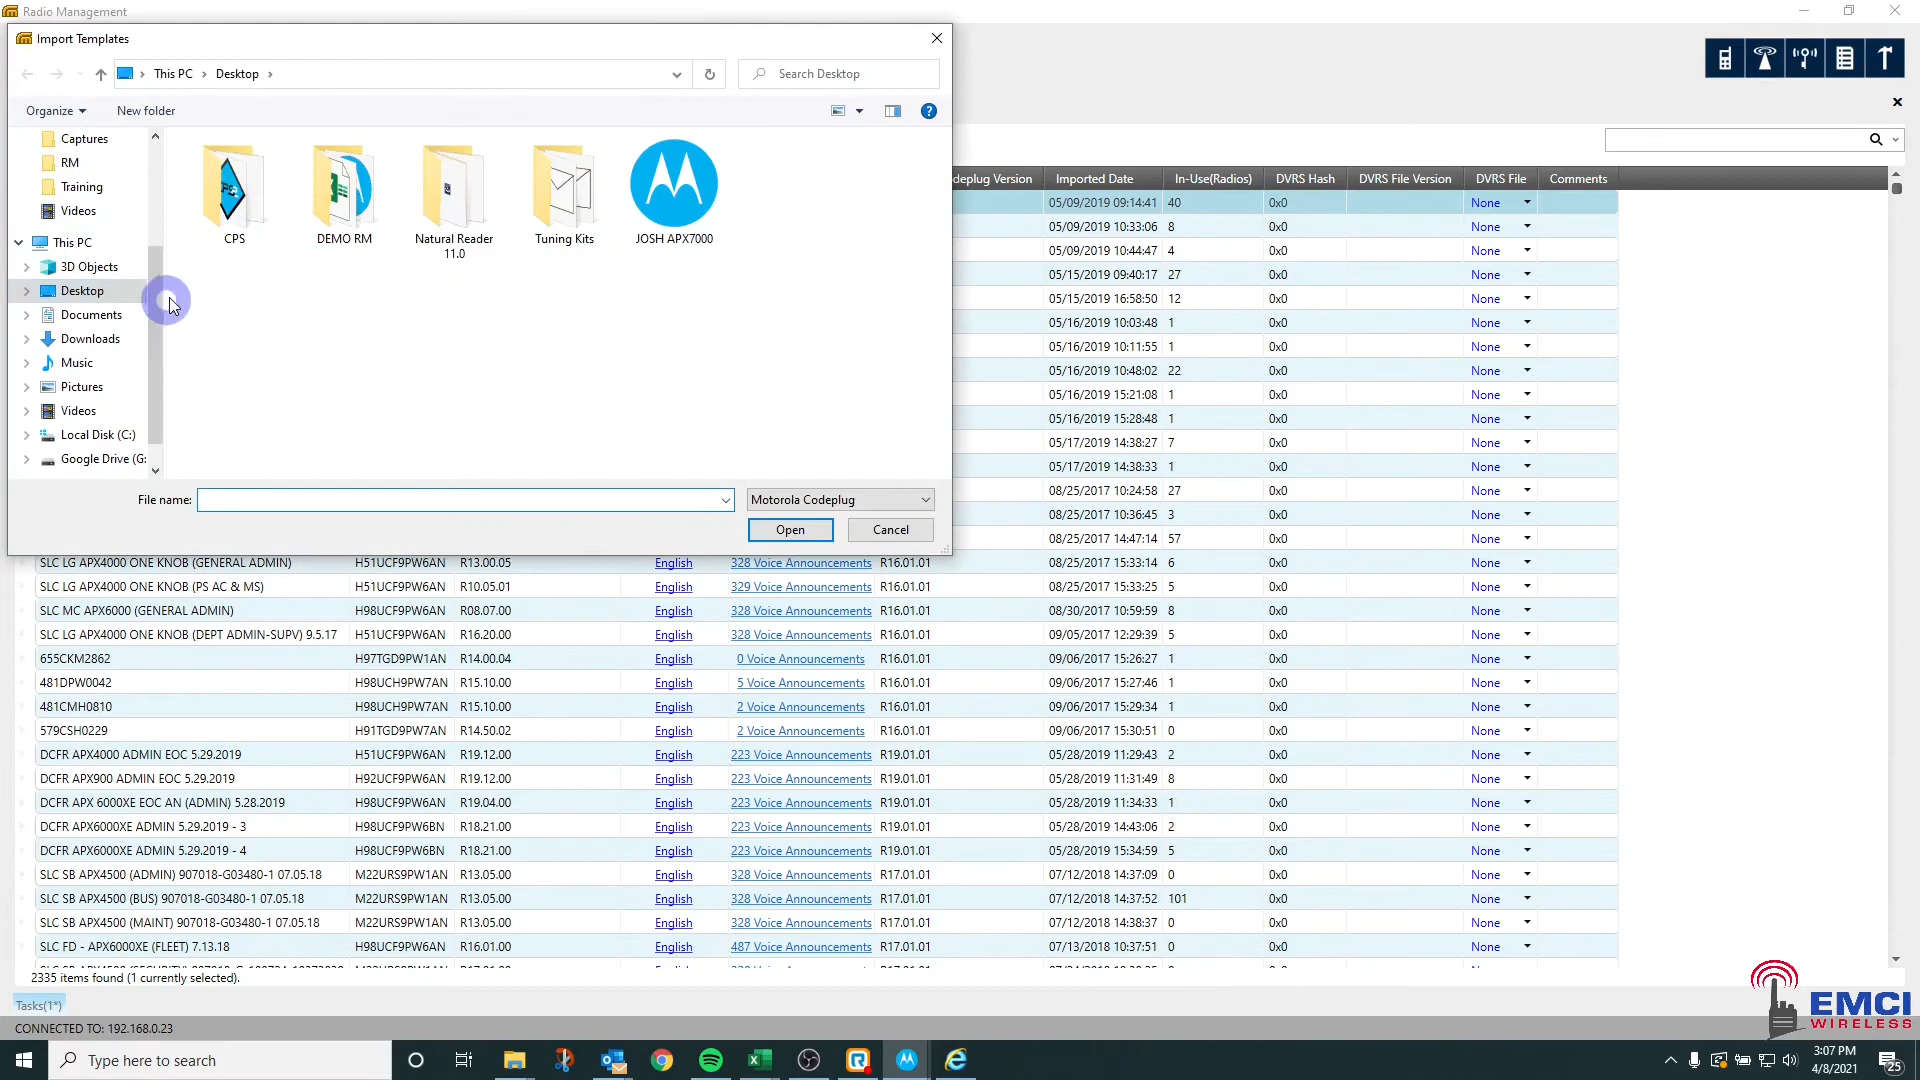 Radio Management
Import Templates
This PC
Desktop
Search Desktop
Organize
New folder
Captures
RM
Training
Videos
This PC
3D Objects
Desktop
Documents
Downloads
Music
Pictures
Videos
Local Disk (C:)
Google Drive (G:
CPS
DEMO RM
Natural Reader 11.0
Tuning Kits
JOSH APX7000
File name:
Motorola Codeplug
Open
Cancel
deplug Version Imported Date In-Use(Radios) DVRS Hash DVRS File Version DVRS File Comments
05/09/2019 09:14:41 40 0x0 None
05/09/2019 10:33:06 8 0x0 None
05/09/2019 10:44:47 4 0x0 None
05/15/2019 09:40:17 27 0x0 None
05/15/2019 16:58:50 12 0x0 None
05/16/2019 10:03:48 1 0x0 None
05/16/2019 10:11:55 1 0x0 None
05/16/2019 10:48:02 22 0x0 None
05/16/2019 15:21:08 1 0x0 None
05/16/2019 15:28:48 1 0x0 None
05/17/2019 14:38:27 7 0x0 None
05/17/2019 14:38:33 1 0x0 None
08/25/2017 10:24:58 27 0x0 None
08/25/2017 10:36:45 3 0x0 None
08/25/2017 14:47:14 57 0x0 None
SLC LG APX4000 ONE KNOB (GENERAL ADMIN) H51UCF9PW6AN R13.00.05 English 328 Voice Announcements R16.01.01 08/25/2017 15:33:14 6 0x0 None
SLC LG APX4000 ONE KNOB (PS AC & MS) H51UCF9PW6AN R10.05.01 English 329 Voice Announcements R16.01.01 08/25/2017 15:33:25 5 0x0 None
SLC MC APX6000 (GENERAL ADMIN) H98UCF9PW6AN R08.07.00 English 328 Voice Announcements R16.01.01 08/30/2017 10:59:59 8 0x0 None
SLC LG APX4000 ONE KNOB (DEPT ADMIN-SUPV) 9.5.17 H51UCF9PW6AN R16.20.00 English 328 Voice Announcements R16.01.01 09/05/2017 12:29:39 5 0x0 None
655CKM2862 H97TGD9PW1AN R14.00.04 English 0 Voice Announcements R16.01.01 09/06/2017 15:26:27 1 0x0 None
481DPW0042 H98UCH9PW7AN R15.10.00 English 5 Voice Announcements R16.01.01 09/06/2017 15:27:46 1 0x0 None
481CMH0810 H98UCH9PW7AN R15.10.00 English 2 Voice Announcements R16.01.01 09/06/2017 15:29:34 1 0x0 None
579CSH0229 H91TGD9PW7AN R14.50.02 English 2 Voice Announcements R16.01.01 09/06/2017 15:30:51 0 0x0 None
DCFR APX4000 ADMIN EOC 5.29.2019 H51UCF9PW6AN R19.12.00 English 223 Voice Announcements R19.01.01 05/28/2019 11:29:43 2 0x0 None
DCFR APX900 ADMIN EOC 5.29.2019 H92UCF9PW6AN R19.12.00 English 223 Voice Announcements R19.01.01 05/28/2019 11:31:49 8 0x0 None
DCFR APX 6000XE EOC AN (ADMIN) 5.28.2019 H98UCF9PW6AN R19.04.00 English 223 Voice Announcements R19.01.01 05/28/2019 11:34:33 1 0x0 None
DCFR APX6000XE ADMIN 5.29.2019 - 3 H98UCF9PW6BN R18.21.00 English 223 Voice Announcements R19.01.01 05/28/2019 14:43:06 2 0x0 None
DCFR APX6000XE ADMIN 5.29.2019 - 4 H98UCF9PW6BN R18.21.00 English 223 Voice Announcements R19.01.01 05/28/2019 15:34:59 5 0x0 None
SLC SB APX4500 (ADMIN) 907018-G03480-1 07.05.18 M22URS9PW1AN R13.05.00 English 328 Voice Announcements R17.01.01 07/12/2018 14:37:09 0 0x0 None
SLC SB APX4500 (BUS) 907018-G03480-1 07.05.18 M22URS9PW1AN R13.05.00 English 328 Voice Announcements R17.01.01 07/12/2018 14:37:52 101 0x0 None
SLC SB APX4500 (MAINT) 907018-G03480-1 07.05.18 M22URS9PW1AN R13.05.00 English 328 Voice Announcements R17.01.01 07/12/2018 14:38:37 0 0x0 None
SLC FD - APX6000XE (FLEET) 7.13.18 H98UCF9PW6AN R16.01.00 English 487 Voice Announcements R17.01.01 07/13/2018 10:37:51 0 0x0 None
2335 items found (1 currently selected).
Tasks(1*)
CONNECTED TO: 192.168.0.23
EMCI
WIRELESS
Type here to search
3:07 PM
4/8/2021
25